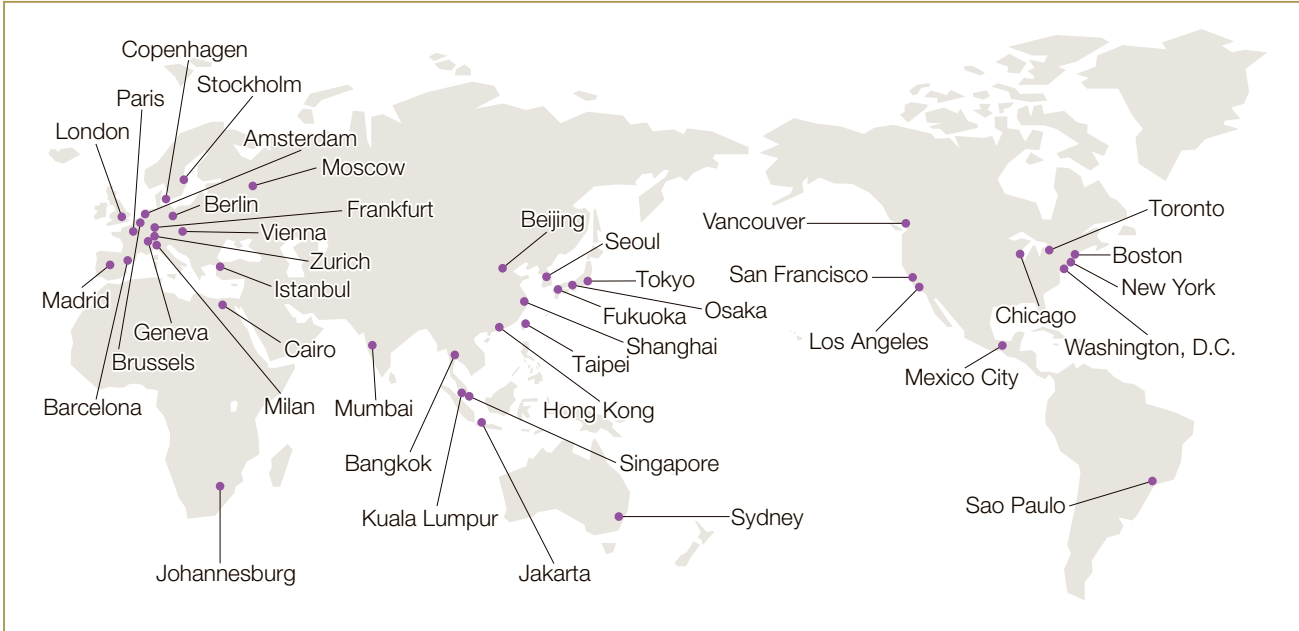 Copenhagen
Stockholm
Paris
London
Amsterdam
Moscow
Berlin
Frankfurt
Vienna
Zurich
Istanbul
Madrid
Geneva
Brussels
Cairo
Barcelona
Milan
Mumbai
Johannesburg
Beijing
Seoul
Tokyo
Fukuoka
Osaka
Shanghai
Taipei
Hong Kong
Bangkok
Singapore
Kuala Lumpur
Jakarta
Sydney
Vancouver
San Francisco
Los Angeles
Toronto
Boston
New York
Chicago
Washington, D.C.
Mexico City
Sao Paulo